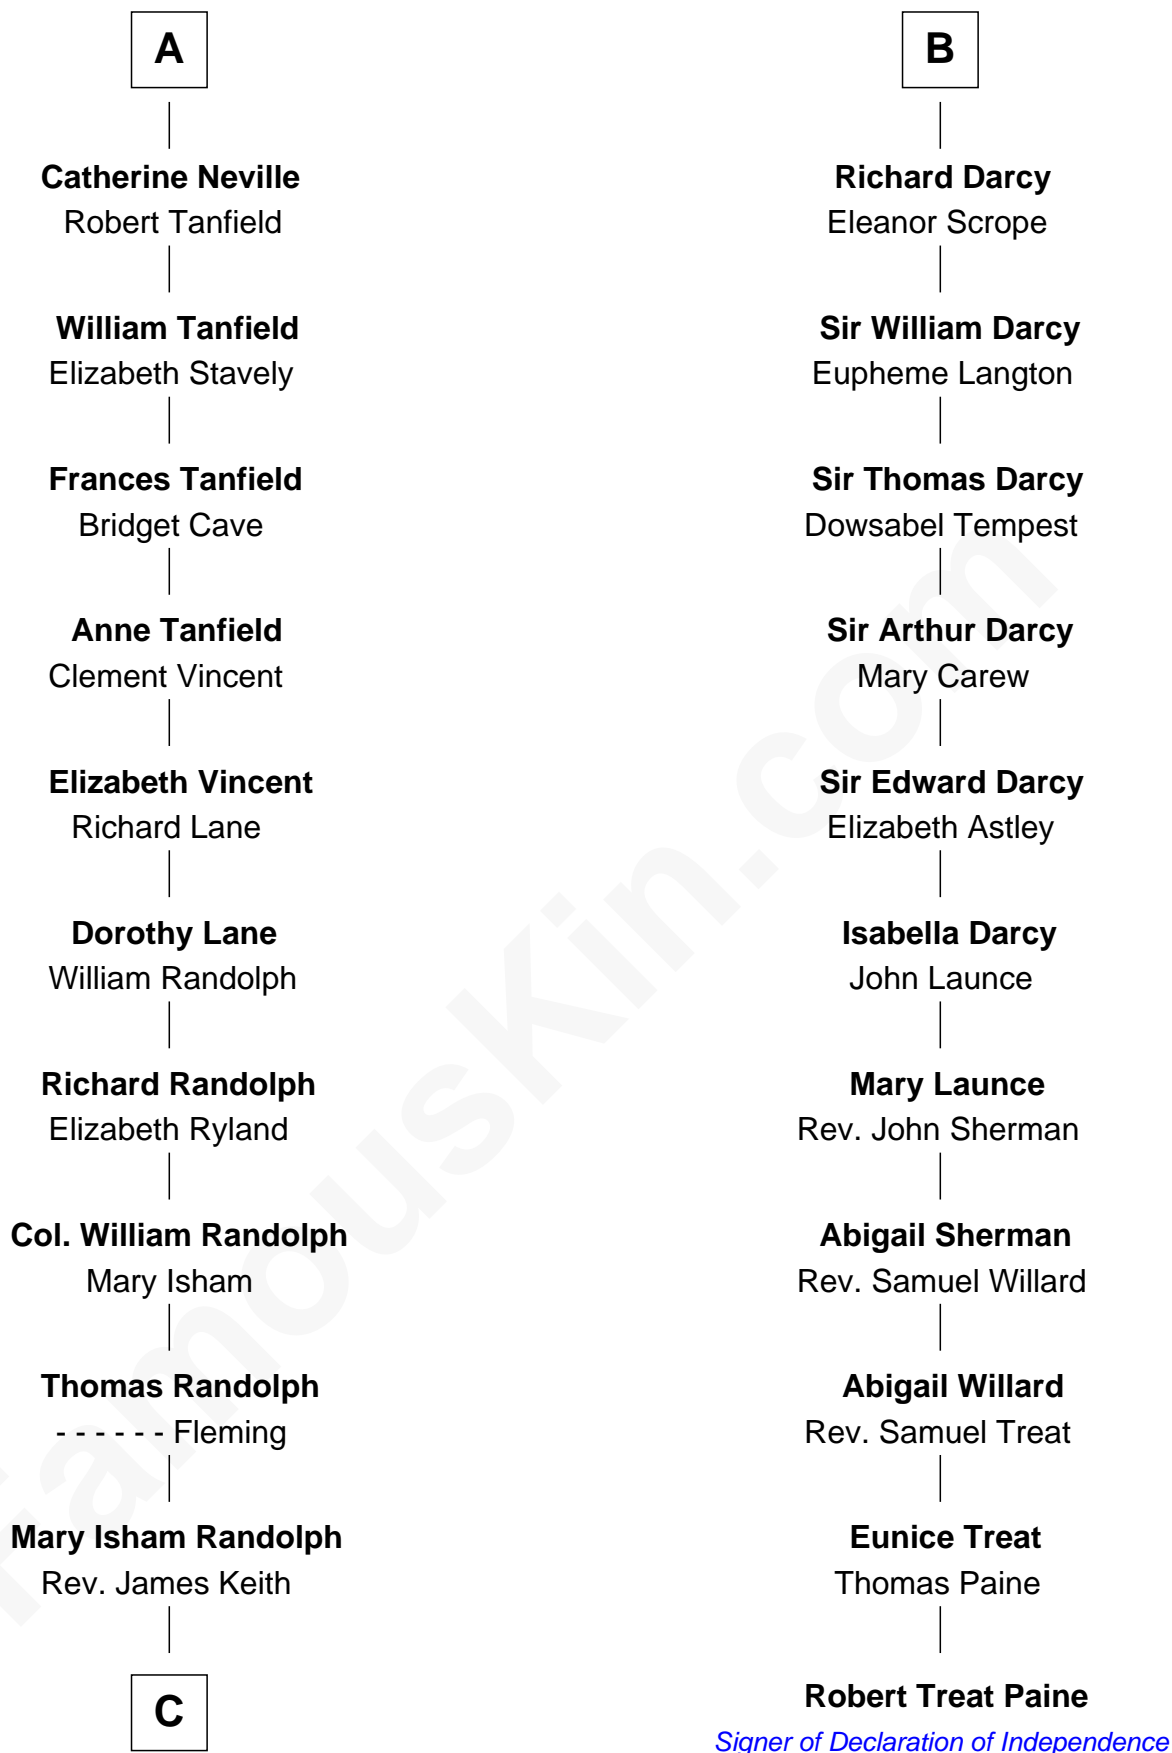 A
Catherine Neville
Robert Tanfield
William Tanfield
Elizabeth Stavely
Frances Tanfield
Bridget Cave
Anne Tanfield
Clement Vincent
Elizabeth Vincent
Richard Lane
Dorothy Lane
William Randolph
Richard Randolph
Elizabeth Ryland
Col. William Randolph
Mary Isham
Thomas Randolph
- - - - - - Fleming
Mary Isham Randolph
Rev. James Keith
C
B
Richard Darcy
Eleanor Scrope
Sir William Darcy
Eupheme Langton
Sir Thomas Darcy
Dowsabel Tempest
Sir Arthur Darcy
Mary Carew
Sir Edward Darcy
Elizabeth Astley
Isabella Darcy
John Launce
Mary Launce
Rev. John Sherman
Abigail Sherman
Rev. Samuel Willard
Abigail Willard
Rev. Samuel Treat
Eunice Treat
Thomas Paine
Robert Treat Paine
Signer of Declaration of Independence
FamousKin.com